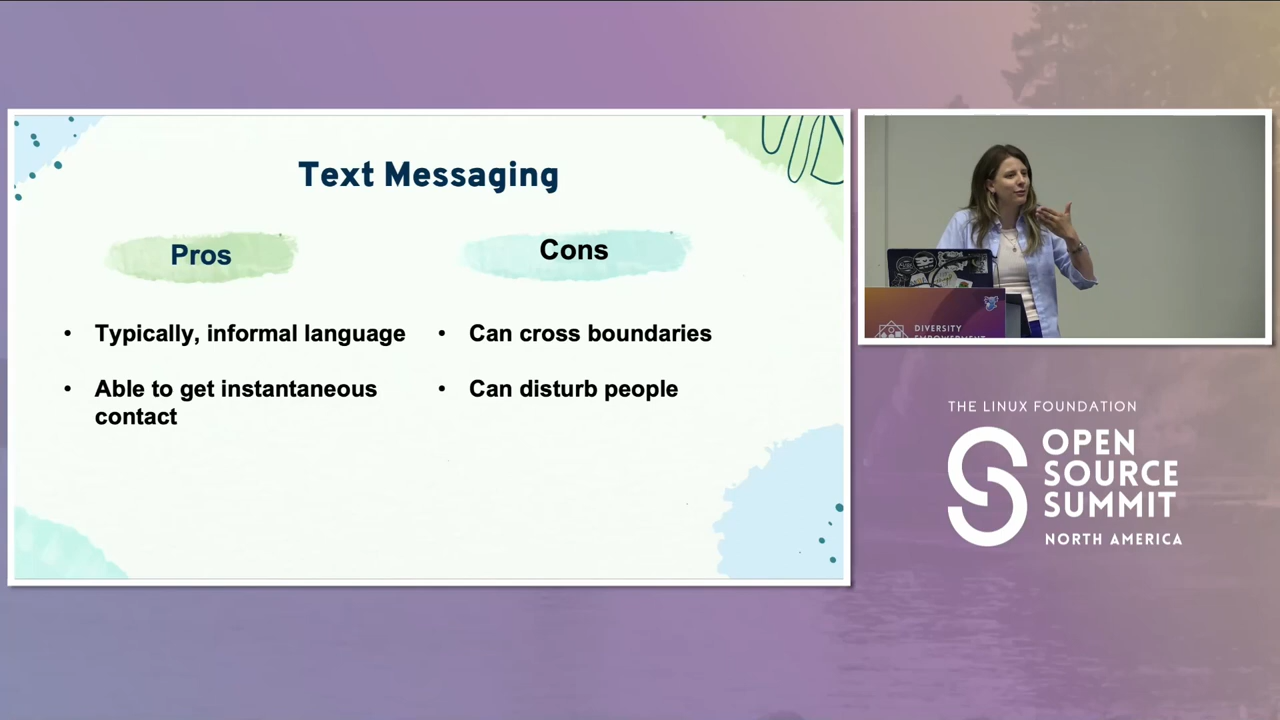 Text Messaging
Pros
Cons
• Typically, informal language
• Able to get instantaneous
contact
• Can cross boundaries
• Can disturb people
DIVERSITY
EMPOWERMENT
THE LINUX FOUNDATION
OPEN
SOURCE
SUMMIT
NORTH AMERICA